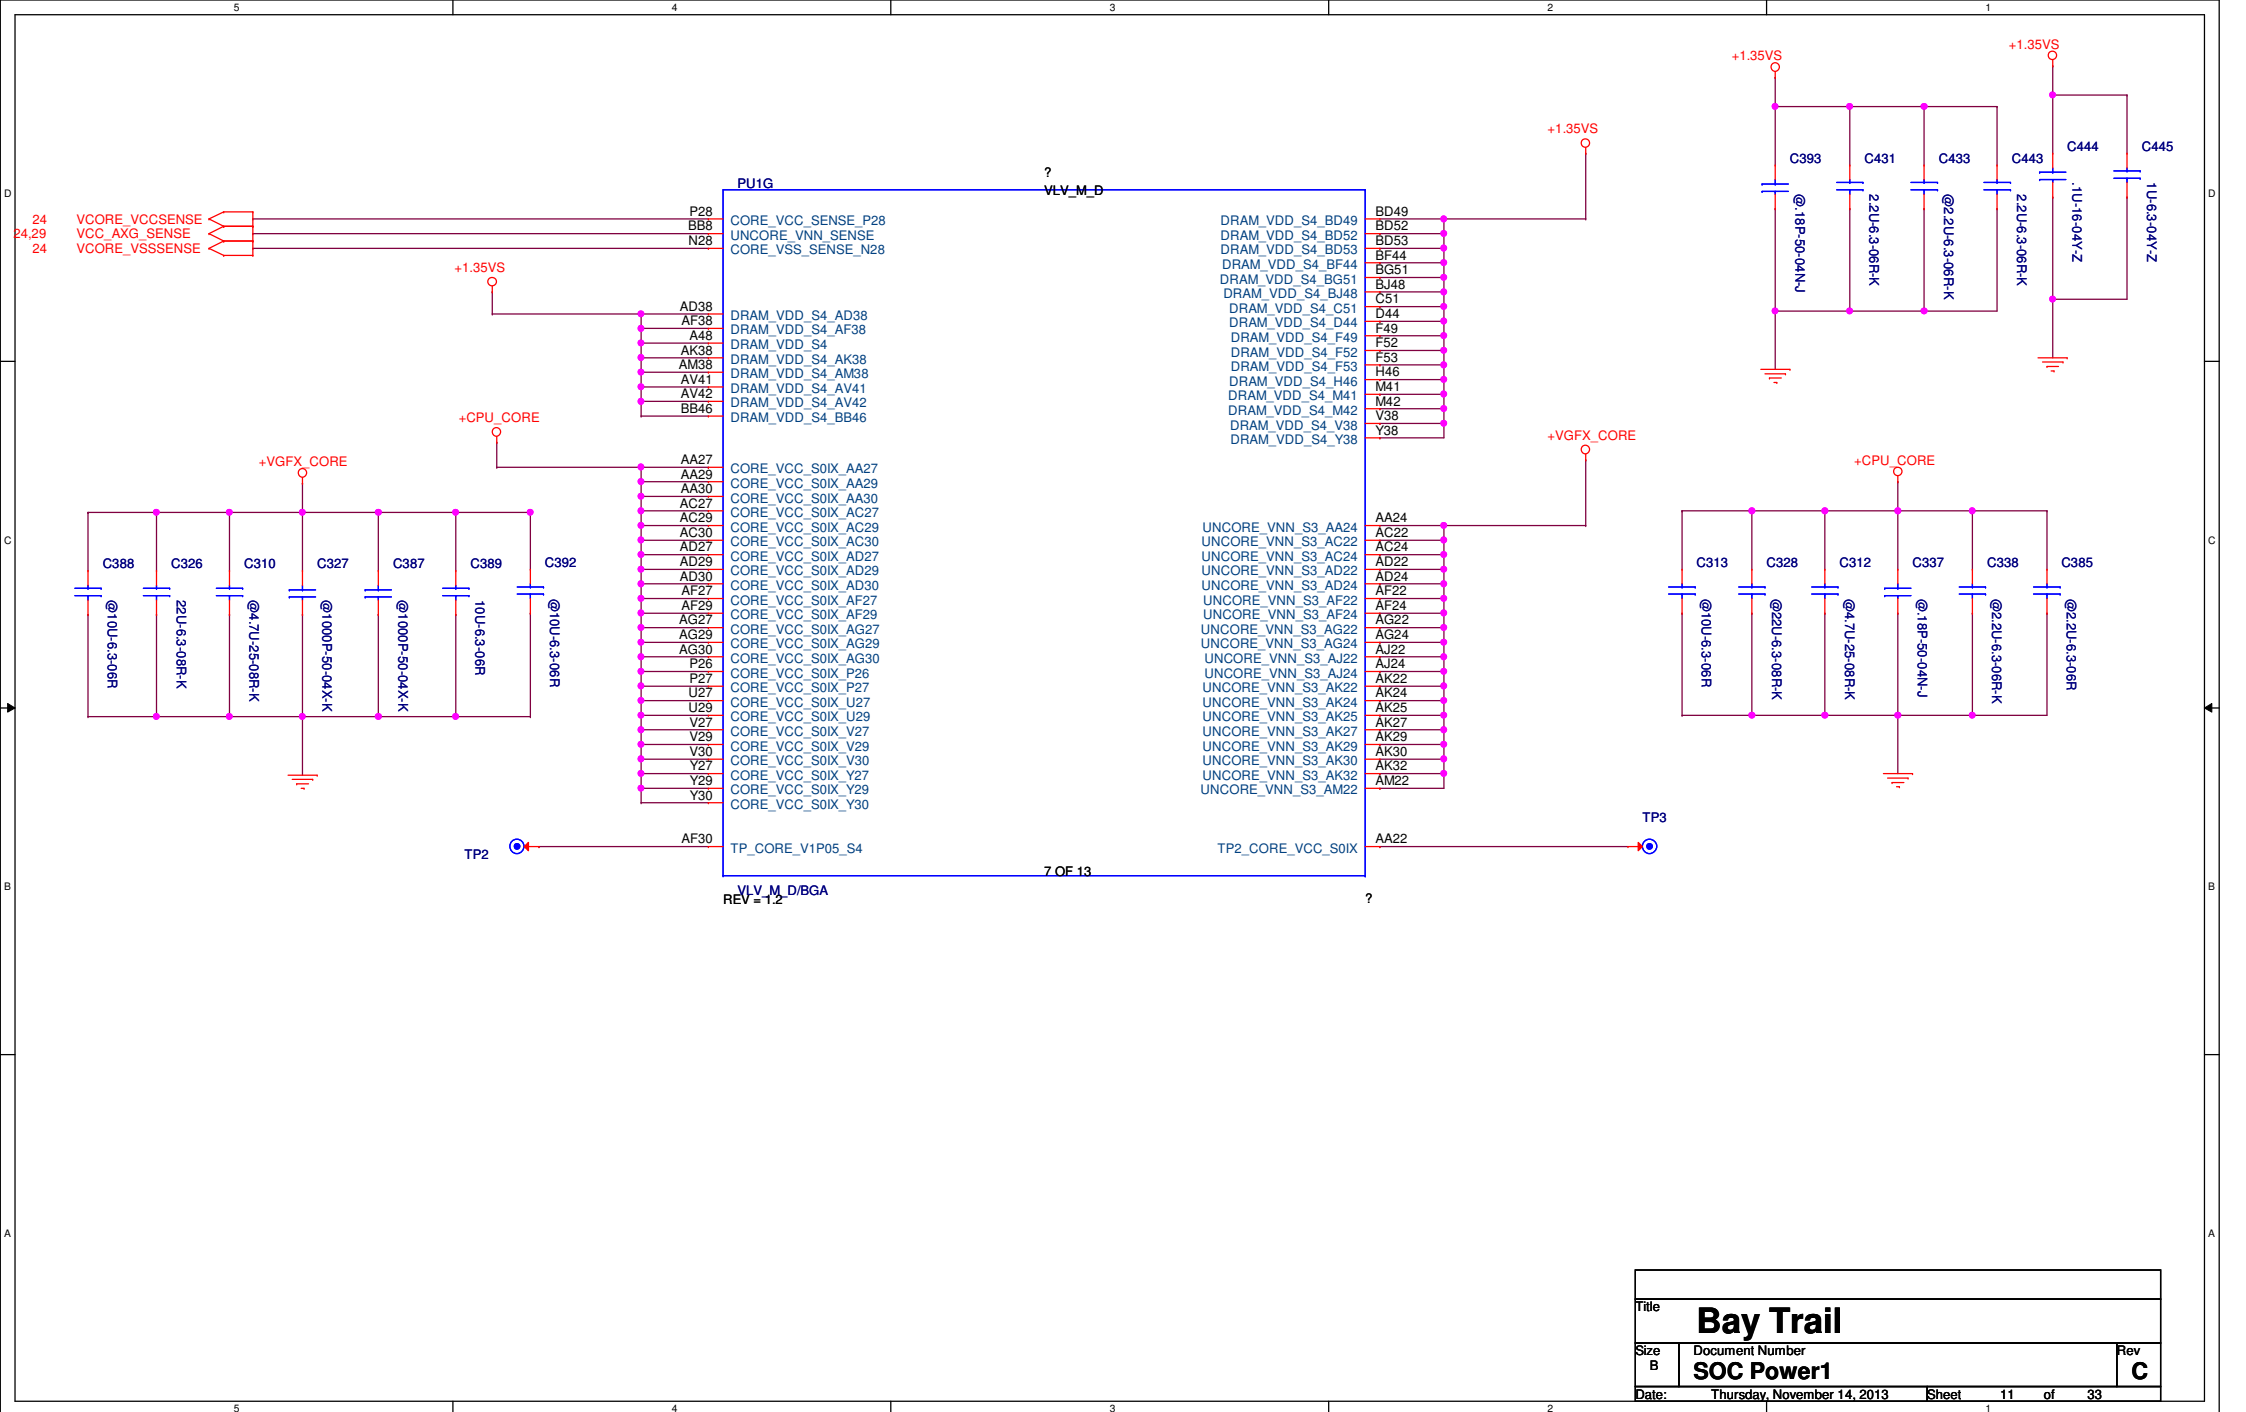 5 4 3 2 1
D
C
B
A
D
C
B
A
24 VCORE_VCCSENSE
24,29 VCC_AXG_SENSE
24 VCORE_VSSSENSE
PU1G
?
VLV_M_D
P28 CORE_VCC_SENSE_P28
BB8 UNCORE_VNN_SENSE
N28 CORE_VSS_SENSE_N28
+1.35VS
AD38 DRAM_VDD_S4_AD38
AF38 DRAM_VDD_S4_AF38
A48 DRAM_VDD_S4
AK38 DRAM_VDD_S4_AK38
AM38 DRAM_VDD_S4_AM38
AV41 DRAM_VDD_S4_AV41
AV42 DRAM_VDD_S4_AV42
BB46 DRAM_VDD_S4_BB46
+CPU_CORE
AA27 CORE_VCC_S0IX_AA27
AA29 CORE_VCC_S0IX_AA29
AA30 CORE_VCC_S0IX_AA30
AC27 CORE_VCC_S0IX_AC27
AC29 CORE_VCC_S0IX_AC29
AC30 CORE_VCC_S0IX_AC30
AD27 CORE_VCC_S0IX_AD27
AD29 CORE_VCC_S0IX_AD29
AD30 CORE_VCC_S0IX_AD30
AF27 CORE_VCC_S0IX_AF27
AF29 CORE_VCC_S0IX_AF29
AG27 CORE_VCC_S0IX_AG27
AG29 CORE_VCC_S0IX_AG29
AG30 CORE_VCC_S0IX_AG30
P26 CORE_VCC_S0IX_P26
P27 CORE_VCC_S0IX_P27
U27 CORE_VCC_S0IX_U27
U29 CORE_VCC_S0IX_U29
V27 CORE_VCC_S0IX_V27
V29 CORE_VCC_S0IX_V29
V30 CORE_VCC_S0IX_V30
Y27 CORE_VCC_S0IX_Y27
Y29 CORE_VCC_S0IX_Y29
Y30 CORE_VCC_S0IX_Y30
TP2 AF30 TP_CORE_V1P05_S4
+1.35VS
DRAM_VDD_S4_BD49 BD49
DRAM_VDD_S4_BD52 BD52
DRAM_VDD_S4_BD53 BD53
DRAM_VDD_S4_BF44 BF44
DRAM_VDD_S4_BG51 BG51
DRAM_VDD_S4_BJ48 BJ48
DRAM_VDD_S4_C51 C51
DRAM_VDD_S4_D44 D44
DRAM_VDD_S4_F49 F49
DRAM_VDD_S4_F52 F52
DRAM_VDD_S4_F53 F53
DRAM_VDD_S4_H46 H46
DRAM_VDD_S4_M41 M41
DRAM_VDD_S4_M42 M42
DRAM_VDD_S4_V38 V38
DRAM_VDD_S4_Y38 Y38
+VGFX_CORE
UNCORE_VNN_S3_AA24 AA24
UNCORE_VNN_S3_AC22 AC22
UNCORE_VNN_S3_AC24 AC24
UNCORE_VNN_S3_AD22 AD22
UNCORE_VNN_S3_AD24 AD24
UNCORE_VNN_S3_AF22 AF22
UNCORE_VNN_S3_AF24 AF24
UNCORE_VNN_S3_AG22 AG22
UNCORE_VNN_S3_AG24 AG24
UNCORE_VNN_S3_AJ22 AJ22
UNCORE_VNN_S3_AJ24 AJ24
UNCORE_VNN_S3_AK22 AK22
UNCORE_VNN_S3_AK24 AK24
UNCORE_VNN_S3_AK25 AK25
UNCORE_VNN_S3_AK27 AK27
UNCORE_VNN_S3_AK29 AK29
UNCORE_VNN_S3_AK30 AK30
UNCORE_VNN_S3_AK32 AK32
UNCORE_VNN_S3_AM22 AM22
TP2_CORE_VCC_S0IX AA22 TP3
7 OF 13
VLV_M_D/BGA
REV = 1.2
?
+VGFX_CORE
C388 @10U-6.3-06R
C326 22U-6.3-08R-K
C310 @4.7U-25-08R-K
C327 @1000P-50-04X-K
C387 @1000P-50-04X-K
C389 10U-6.3-06R
C392 @10U-6.3-06R
+1.35VS
C393 @.18P-50-04N-J
C431 2.2U-6.3-06R-K
C433 @2.2U-6.3-06R-K
C443 2.2U-6.3-06R-K
+1.35VS
C444 .1U-16-04Y-Z
C445 1U-6.3-04Y-Z
+CPU_CORE
C313 @10U-6.3-06R
C328 @22U-6.3-08R-K
C312 @4.7U-25-08R-K
C337 @.18P-50-04N-J
C338 @2.2U-6.3-06R-K
C385 @2.2U-6.3-06R
Title Bay Trail
Size B
Document Number SOC Power1
Rev C
Date: Thursday, November 14, 2013 Sheet 11 of 33
5 4 3 2 1